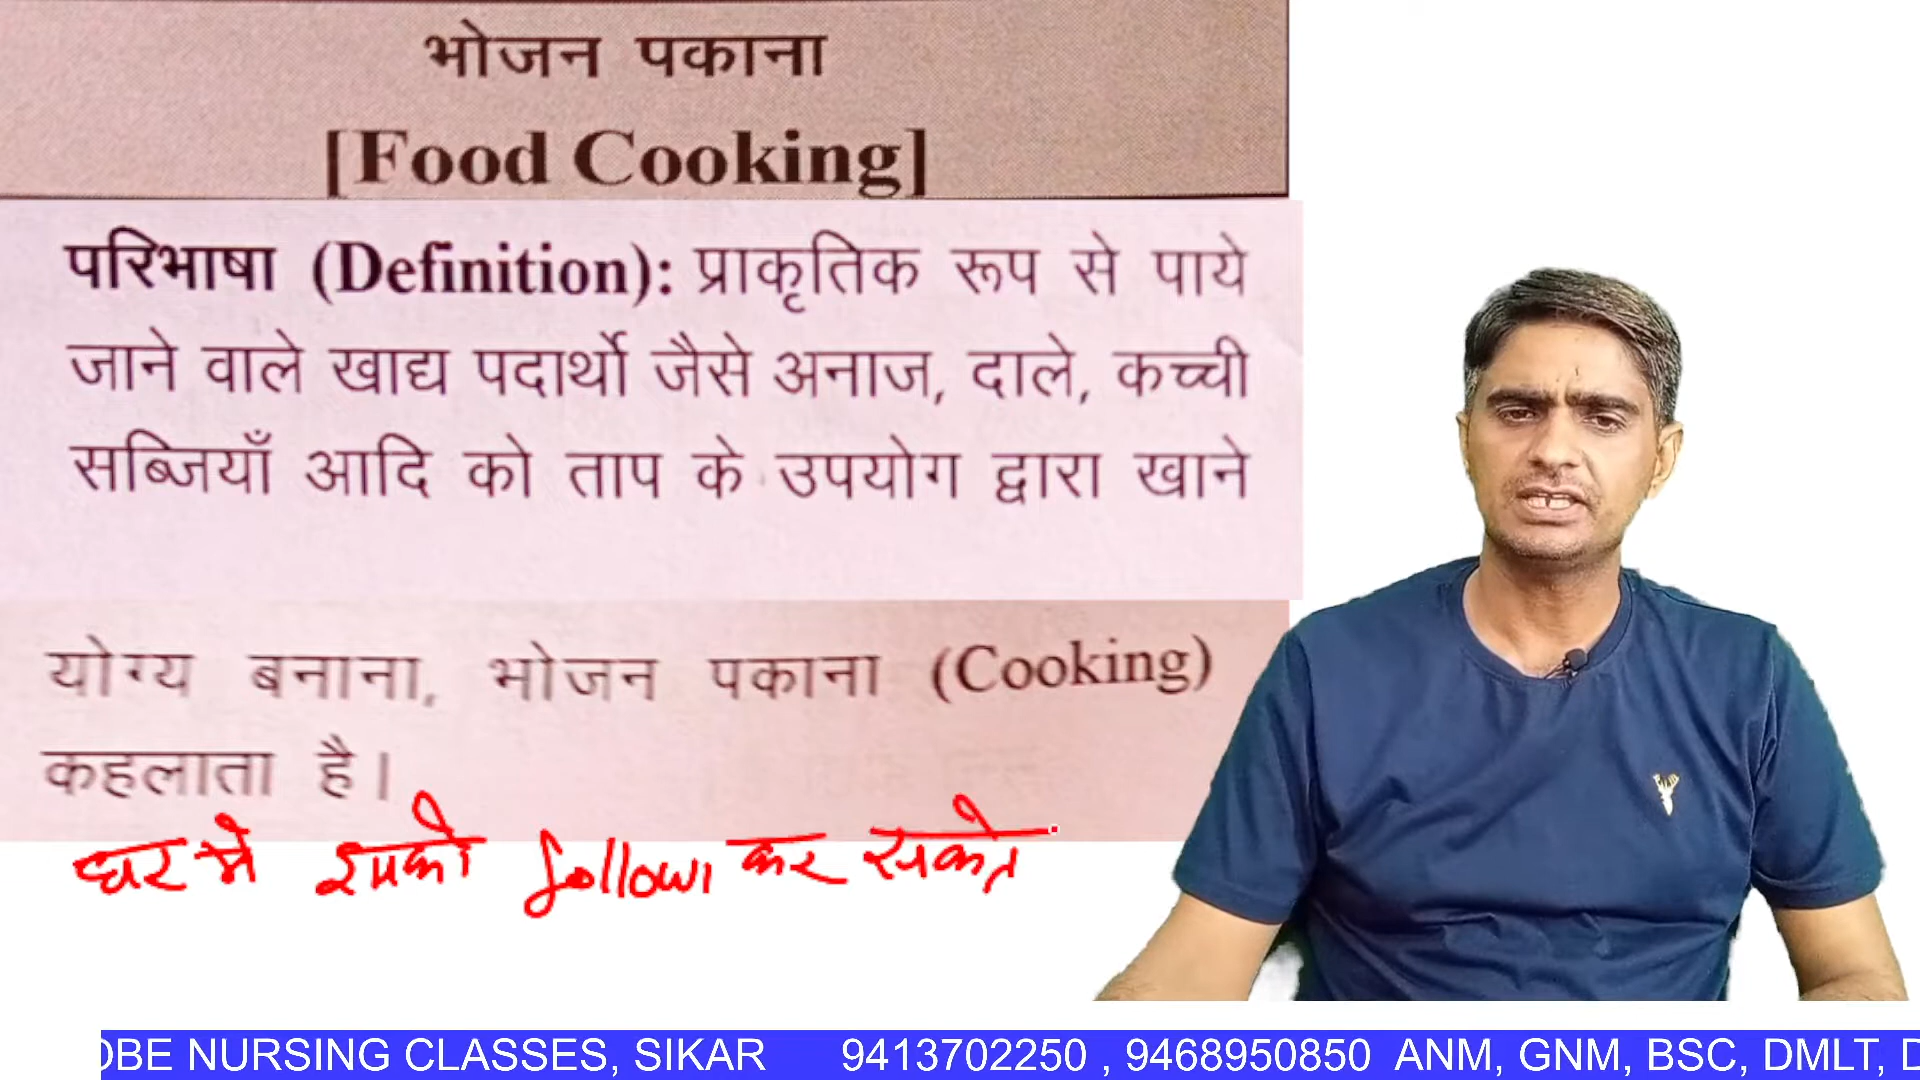 भोजन पकाना
[Food Cooking]
परिभाषा (Definition): प्राकृतिक रूप से पाये
जाने वाले खाद्य पदार्थो जैसे अनाज, दाले, कच्ची
सब्जियाँ आदि को ताप के उपयोग द्वारा खाने
योग्य बनाना, भोजन पकाना (Cooking)
कहलाता है।
घर मे इसको follow कर सकते
OBE NURSING CLASSES, SIKAR 9413702250 , 9468950850 ANM, GNM, BSC, DMLT, D